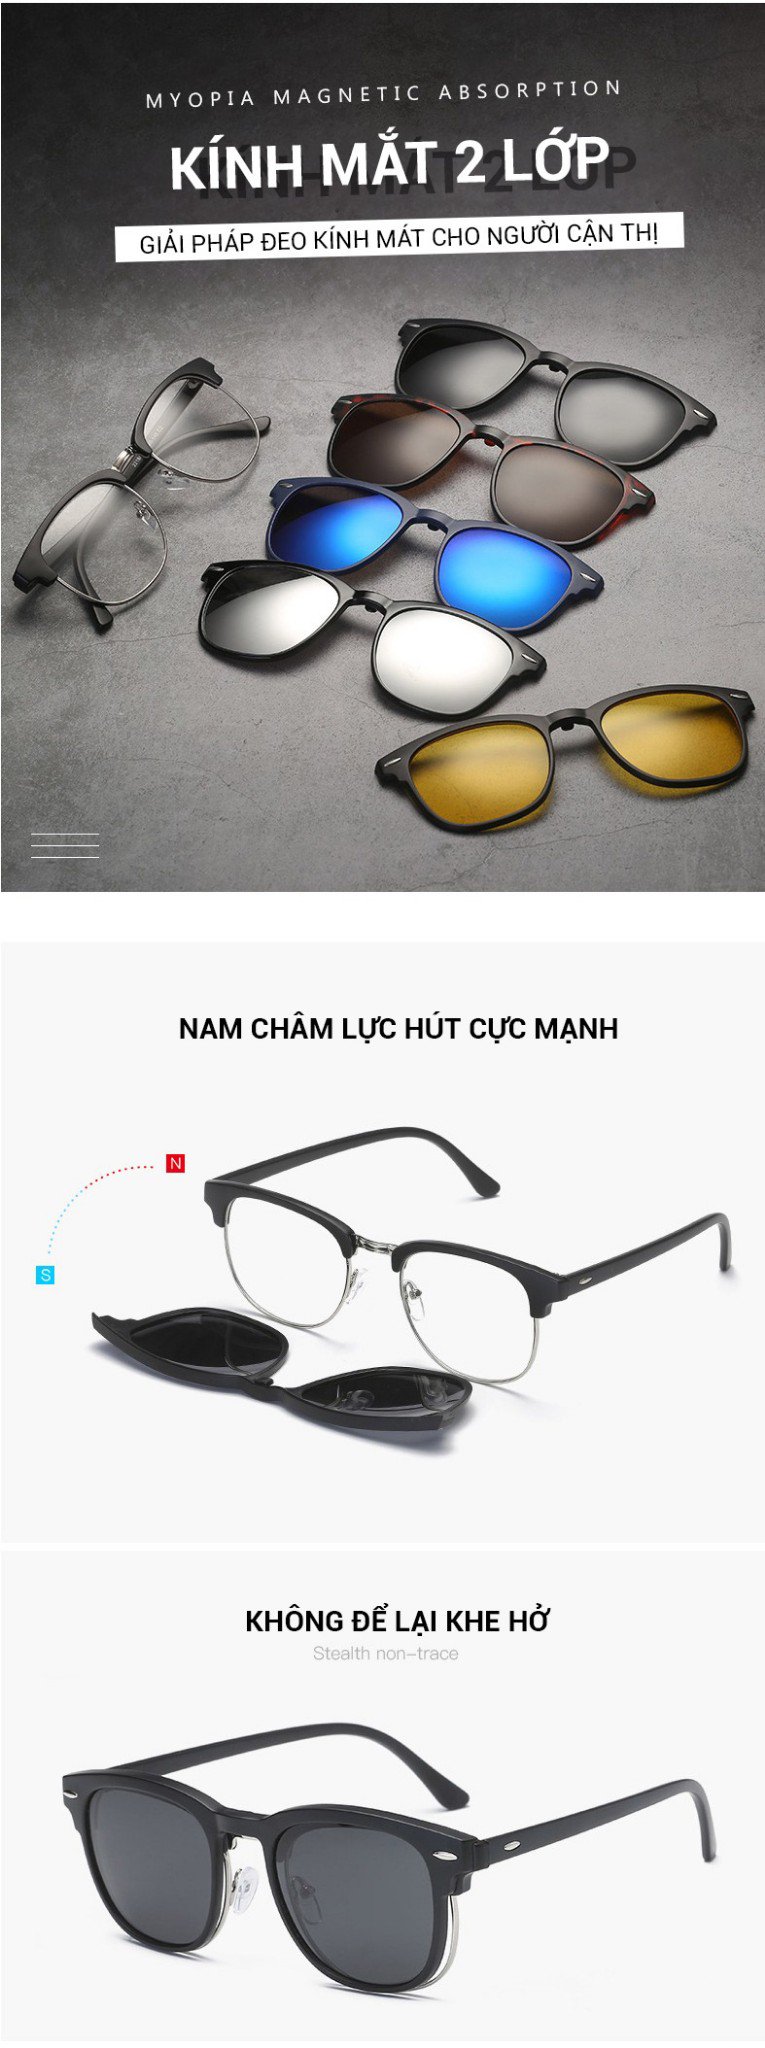 MYOPIA MAGNETIC ABSORPTION
KÍNH MẮT 2 LỚP
GIẢI PHÁP ĐEO KÍNH MÁT CHO NGƯỜI CẬN THỊ
NAM CHÂM LỰC HÚT CỰC MẠNH
N
S
KHÔNG ĐỂ LẠI KHE HỞ
Stealth non-trace